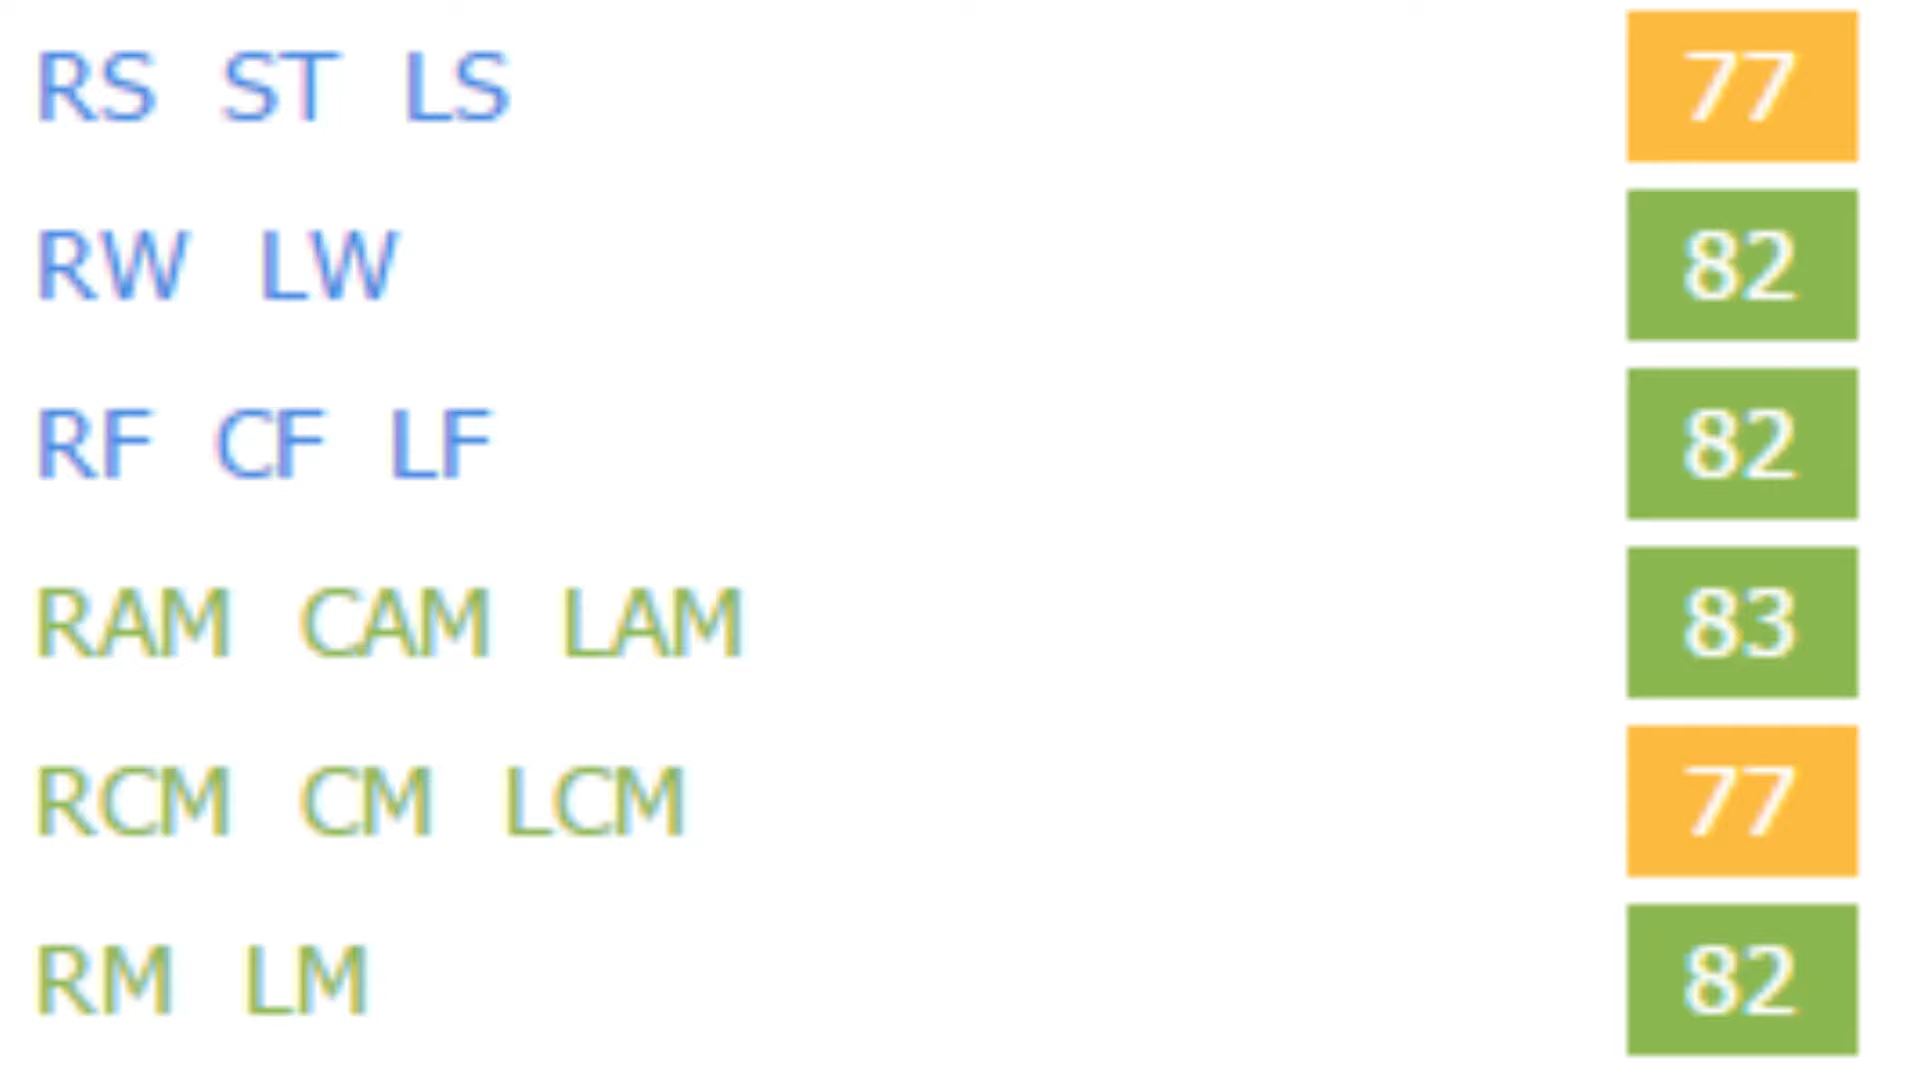 RS ST LS 77
RW LW 82
RF CF LF 82
RAM CAM LAM 83
RCM CM LCM 77
RM LM 82